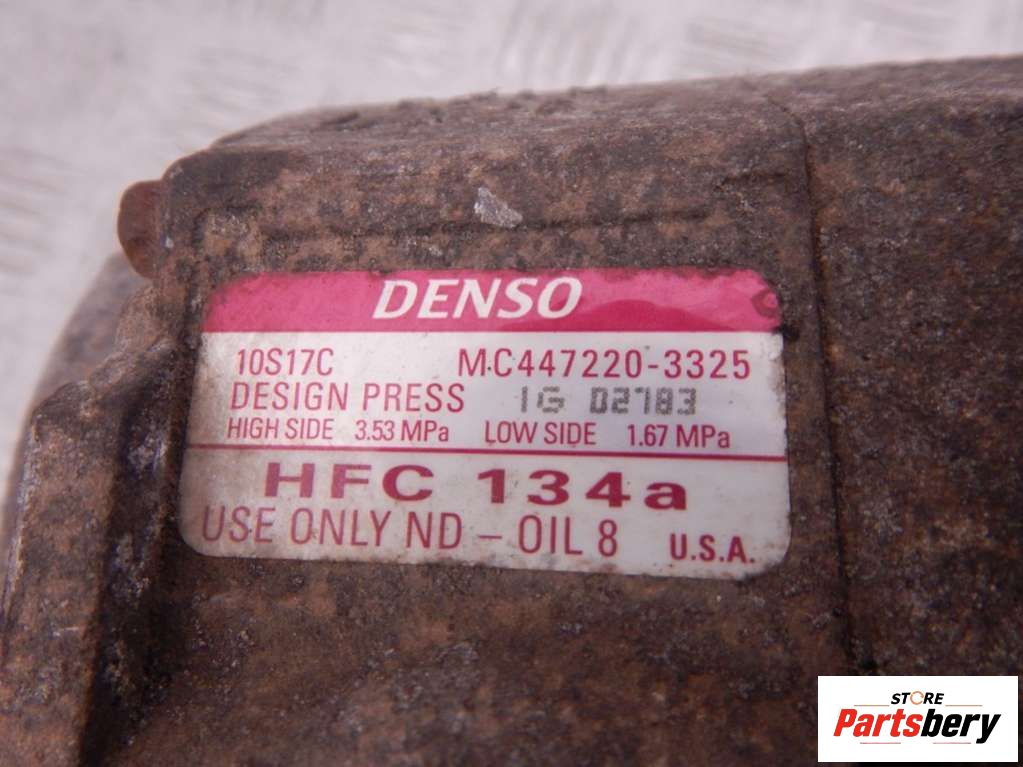 DENSO
10S17C MC447220-3325
DESIGN PRESS 1G D2783
HIGH SIDE 3.53 MPa LOW SIDE 1.67 MPa
HFC 134a
USE ONLY ND - OIL 8 U.S.A.
STORE
Partsbery